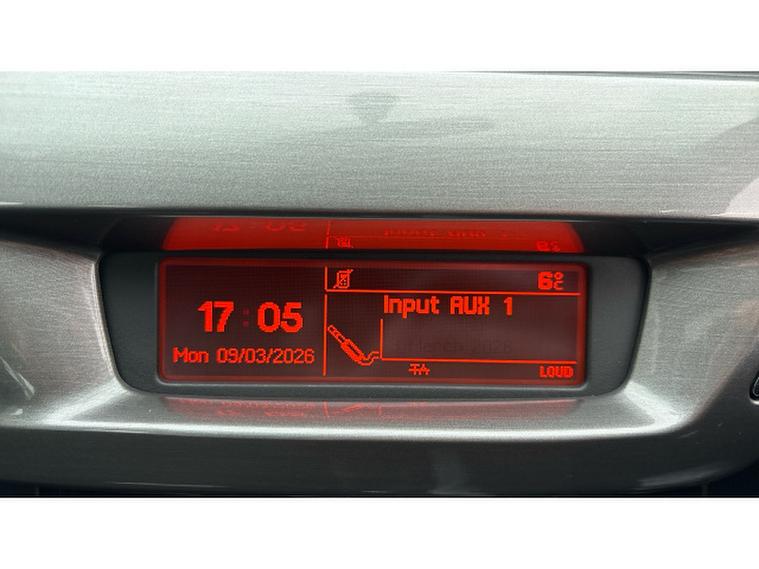 6°C
17:05
Input AUX 1
Mon 09/03/2026
TA
LOUD